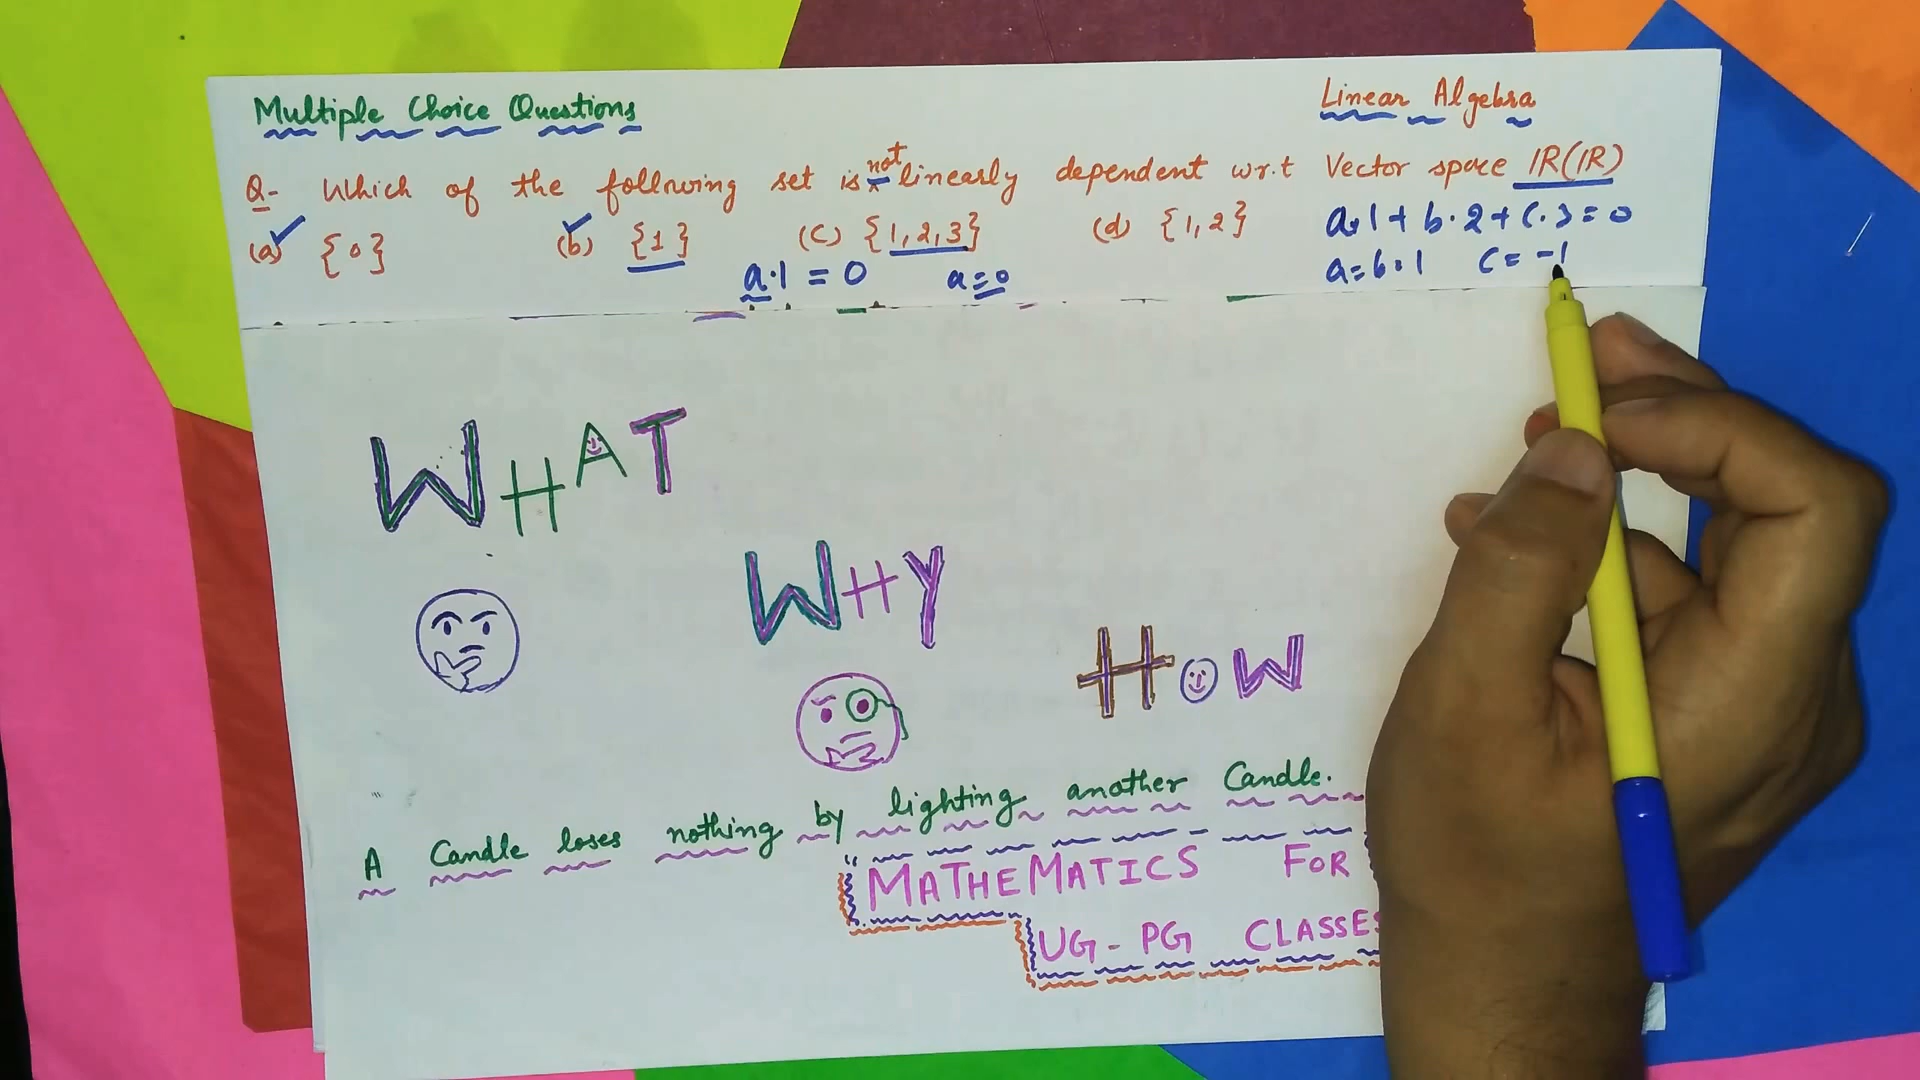 Multiple Choice Questions
Linear Algebra
Q- Which of the following set is not linearly dependent w.r.t Vector space IR(IR)
(a) {0} (b) {1} (c) {1,2,3} (d) {1,2}
a.1 + b.2 + c.3 = 0
a.1 = 0 a=0
a=b=1 c=-1
WHAT
WHY
HOW
A Candle loses nothing by lighting another Candle.
MATHEMATICS FOR
UG-PG CLASSES